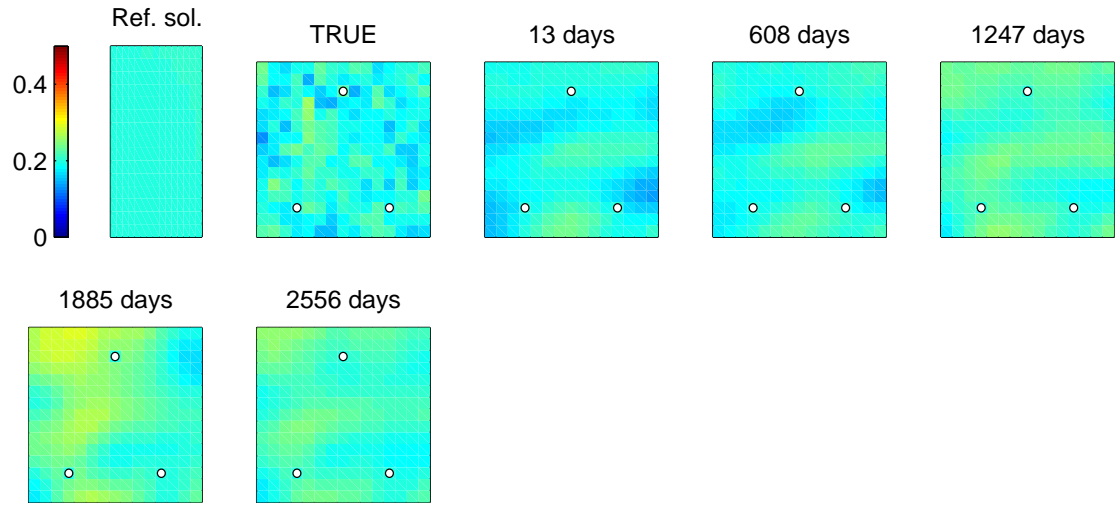 Ref. sol.
TRUE
13 days
608 days
1247 days
0.4
0.2
0
1885 days
2556 days